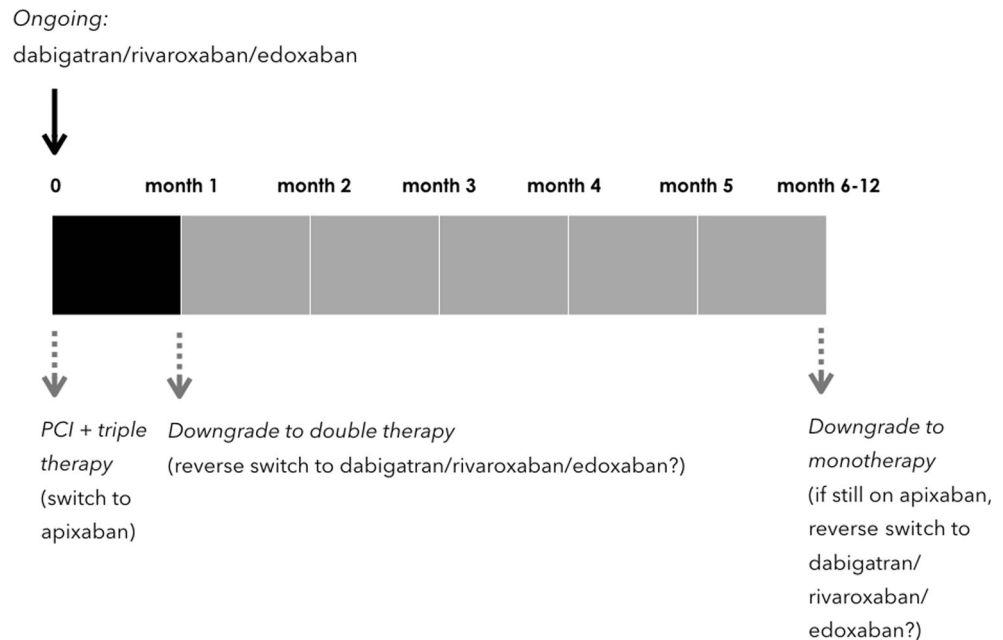 Ongoing:
dabigatran/rivaroxaban/edoxaban
0
month 1
month 2
month 3
month 4
month 5
month 6-12
PCI + triple
therapy
(switch to
apixaban)
Downgrade to double therapy
(reverse switch to dabigatran/rivaroxaban/edoxaban?)
Downgrade to
monotherapy
(if still on apixaban,
reverse switch to
dabigatran/
rivaroxaban/
edoxaban?)